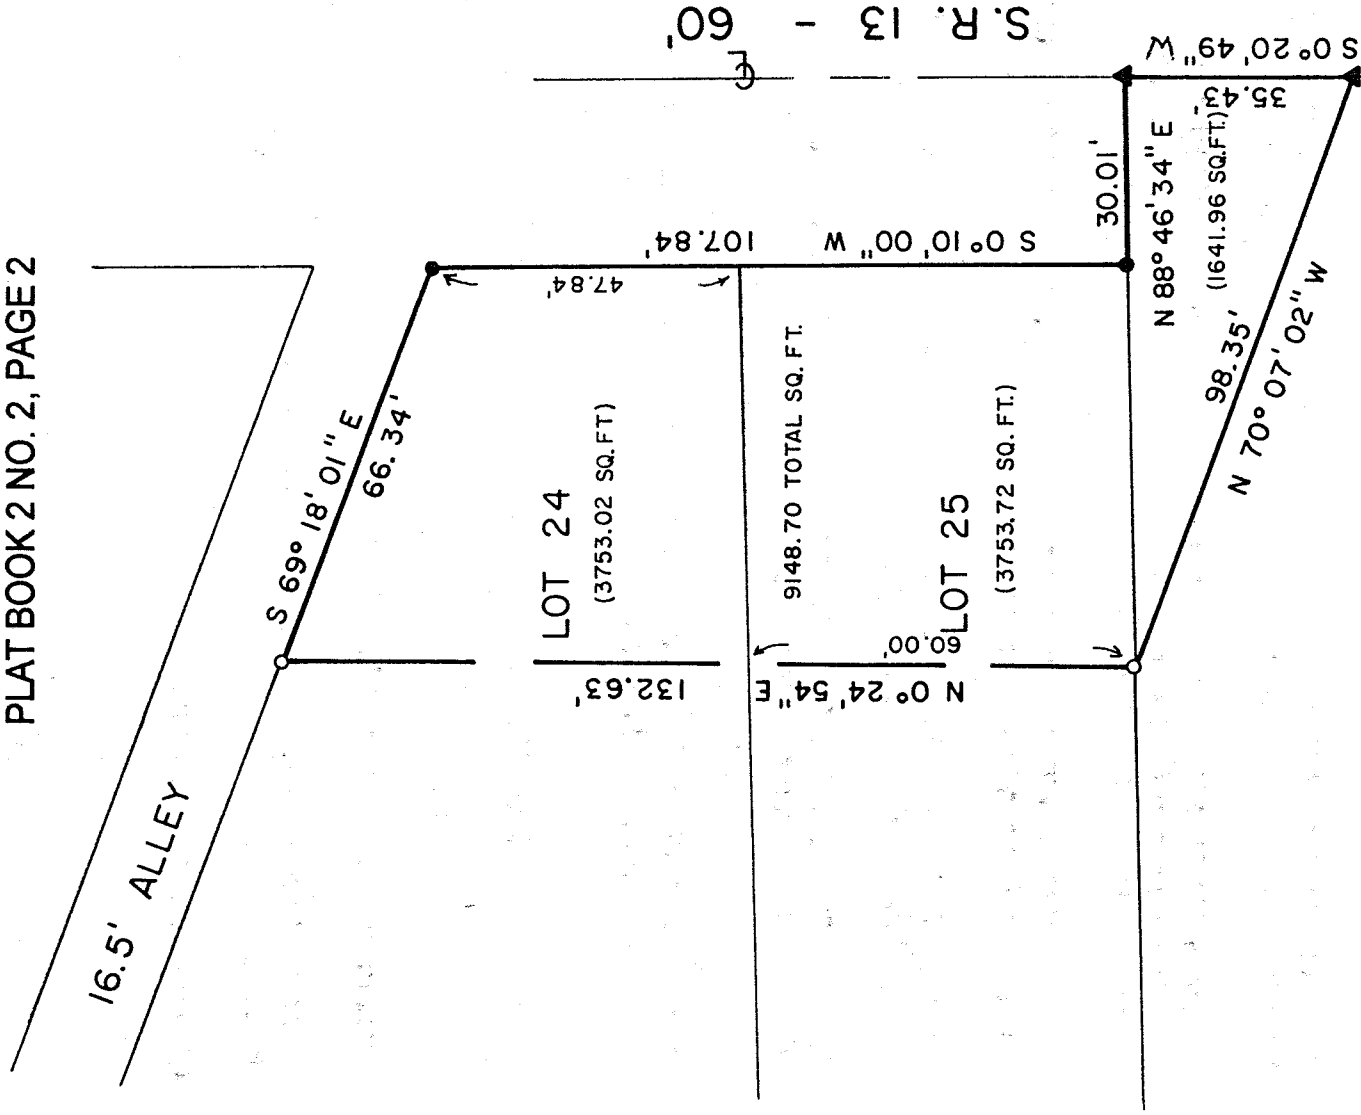 PLAT BOOK 2 NO. 2, PAGE 2
S.R. 13 - 60'
℄
S 0° 20' 49" W
35.43'
30.01'
N 88° 46' 34" E
(1641.96 SQ.FT.)
S 0° 10' 00" W 107.84'
47.84'
S 69° 18' 01" E
66.34'
LOT 24
(3753.02 SQ. FT)
9148.70 TOTAL SQ. FT.
LOT 25
(3753.72 SQ. FT.)
60.00'
N 0° 24' 54" E 132.63'
98.35'
N 70° 07' 02" W
16.5' ALLEY